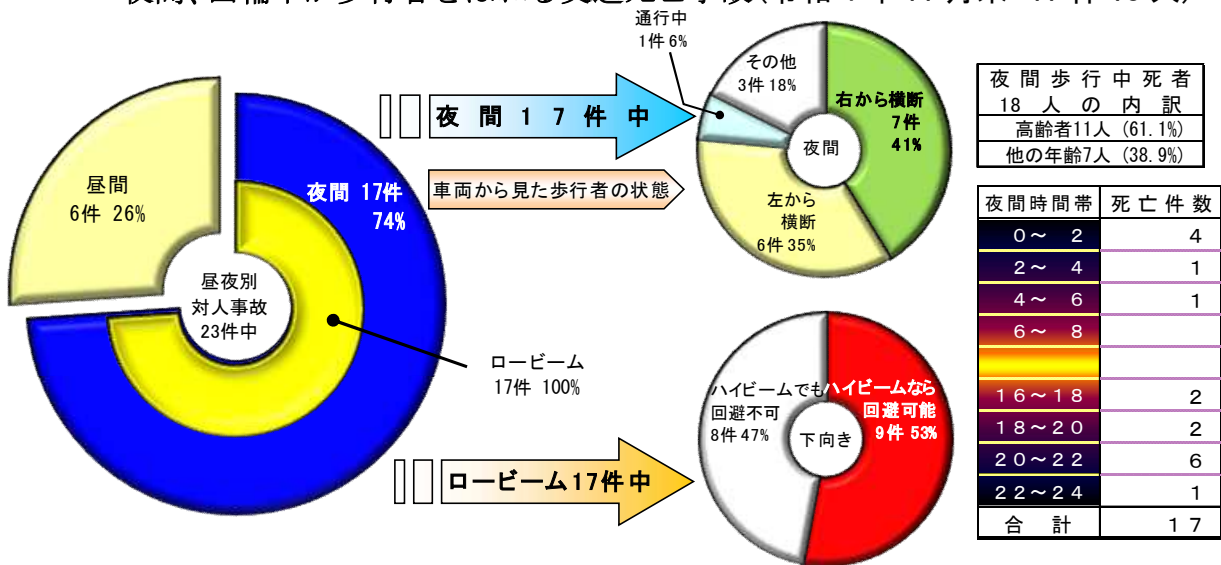 通行中
1件 6%
その他
3件 18%
右から横断
7件
41%
夜間
左から
横断
6件 35%
夜間17件中
車両から見た歩行者の状態
昼間
6件 26%
夜間 17件
74%
昼夜別
対人事故
23件中
ロービーム
17件 100%
ロービーム17件中
ハイビームでも
回避不可
8件 47%
ハイビームなら
回避可能
9件 53%
下向き
夜間歩行中死者
18人の内訳
高齢者11人 (61.1%)
他の年齢7人 (38.9%)
夜間時間帯 死亡件数
0～ 2 4
2～ 4 1
4～ 6 1
6～ 8
16～18 2
18～20 2
20～22 6
22～24 1
合計 17